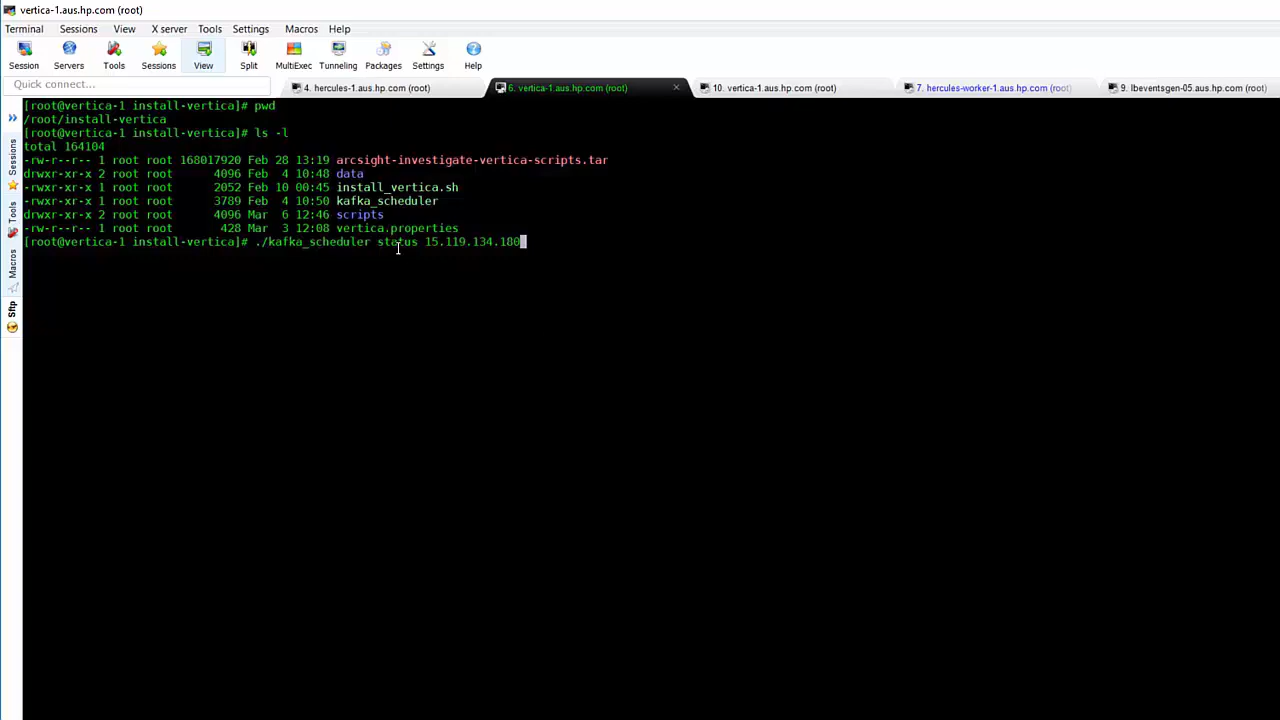 vertica-1.aus.hp.com (root)
Terminal Sessions View X server Tools Settings Macros Help
Session Servers Tools Sessions View Split MultiExec Tunneling Packages Settings Help
Quick connect...
4. hercules-1.aus.hp.com (root) 6. vertica-1.aus.hp.com (root) 10. vertica-1.aus.hp.com (root) 7. hercules-worker-1.aus.hp.com (root) 9. lbeventsgen-05.aus.hp.com (root)
Sessions
Tools
Macros
Sftp
[root@vertica-1 install-vertica]# pwd
/root/install-vertica
[root@vertica-1 install-vertica]# ls -l
total 164104
-rw-r--r-- 1 root root 168017920 Feb 28 13:19 arcsight-investigate-vertica-scripts.tar
drwxr-xr-x 2 root root 4096 Feb 4 10:48 data
-rwxr-xr-x 1 root root 2052 Feb 10 00:45 install_vertica.sh
-rwxr-xr-x 1 root root 3789 Feb 4 10:50 kafka_scheduler
drwxr-xr-x 2 root root 4096 Mar 6 12:46 scripts
-rwxr-xr-x 1 root root 428 Mar 3 12:08 vertica.properties
[root@vertica-1 install-vertica]# ./kafka_scheduler status 15.119.134.180